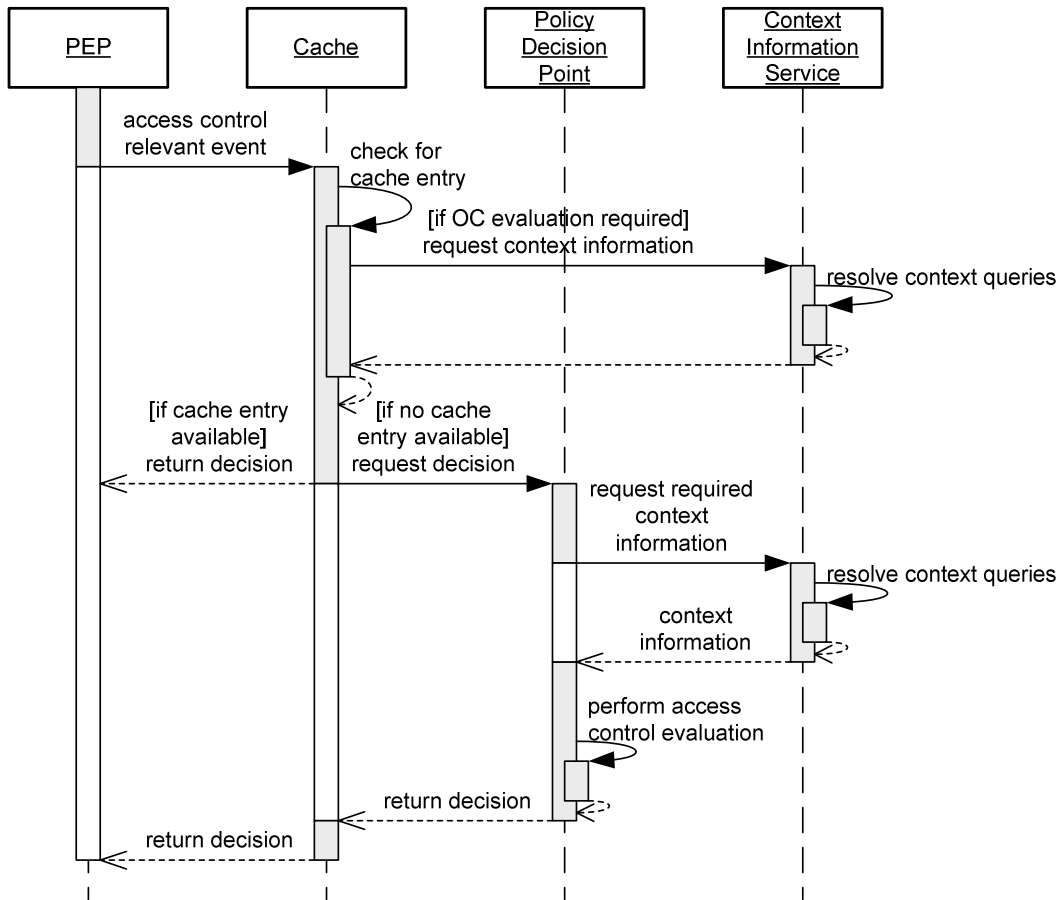 PEP
Cache
Policy
Decision
Point
Context
Information
Service
access control
relevant event
check for
cache entry
[if OC evaluation required]
request context information
resolve context queries
[if cache entry
available]
return decision
[if no cache
entry available]
request decision
request required
context
information
resolve context queries
context
information
perform access
control evaluation
return decision
return decision